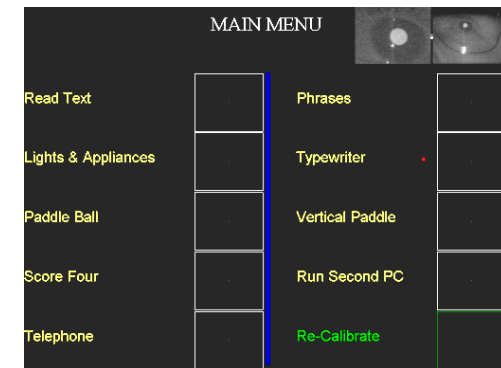 MAIN MENU
Read Text
Phrases
Lights & Appliances
Typewriter
Paddle Ball
Vertical Paddle
Score Four
Run Second PC
Telephone
Re-Calibrate